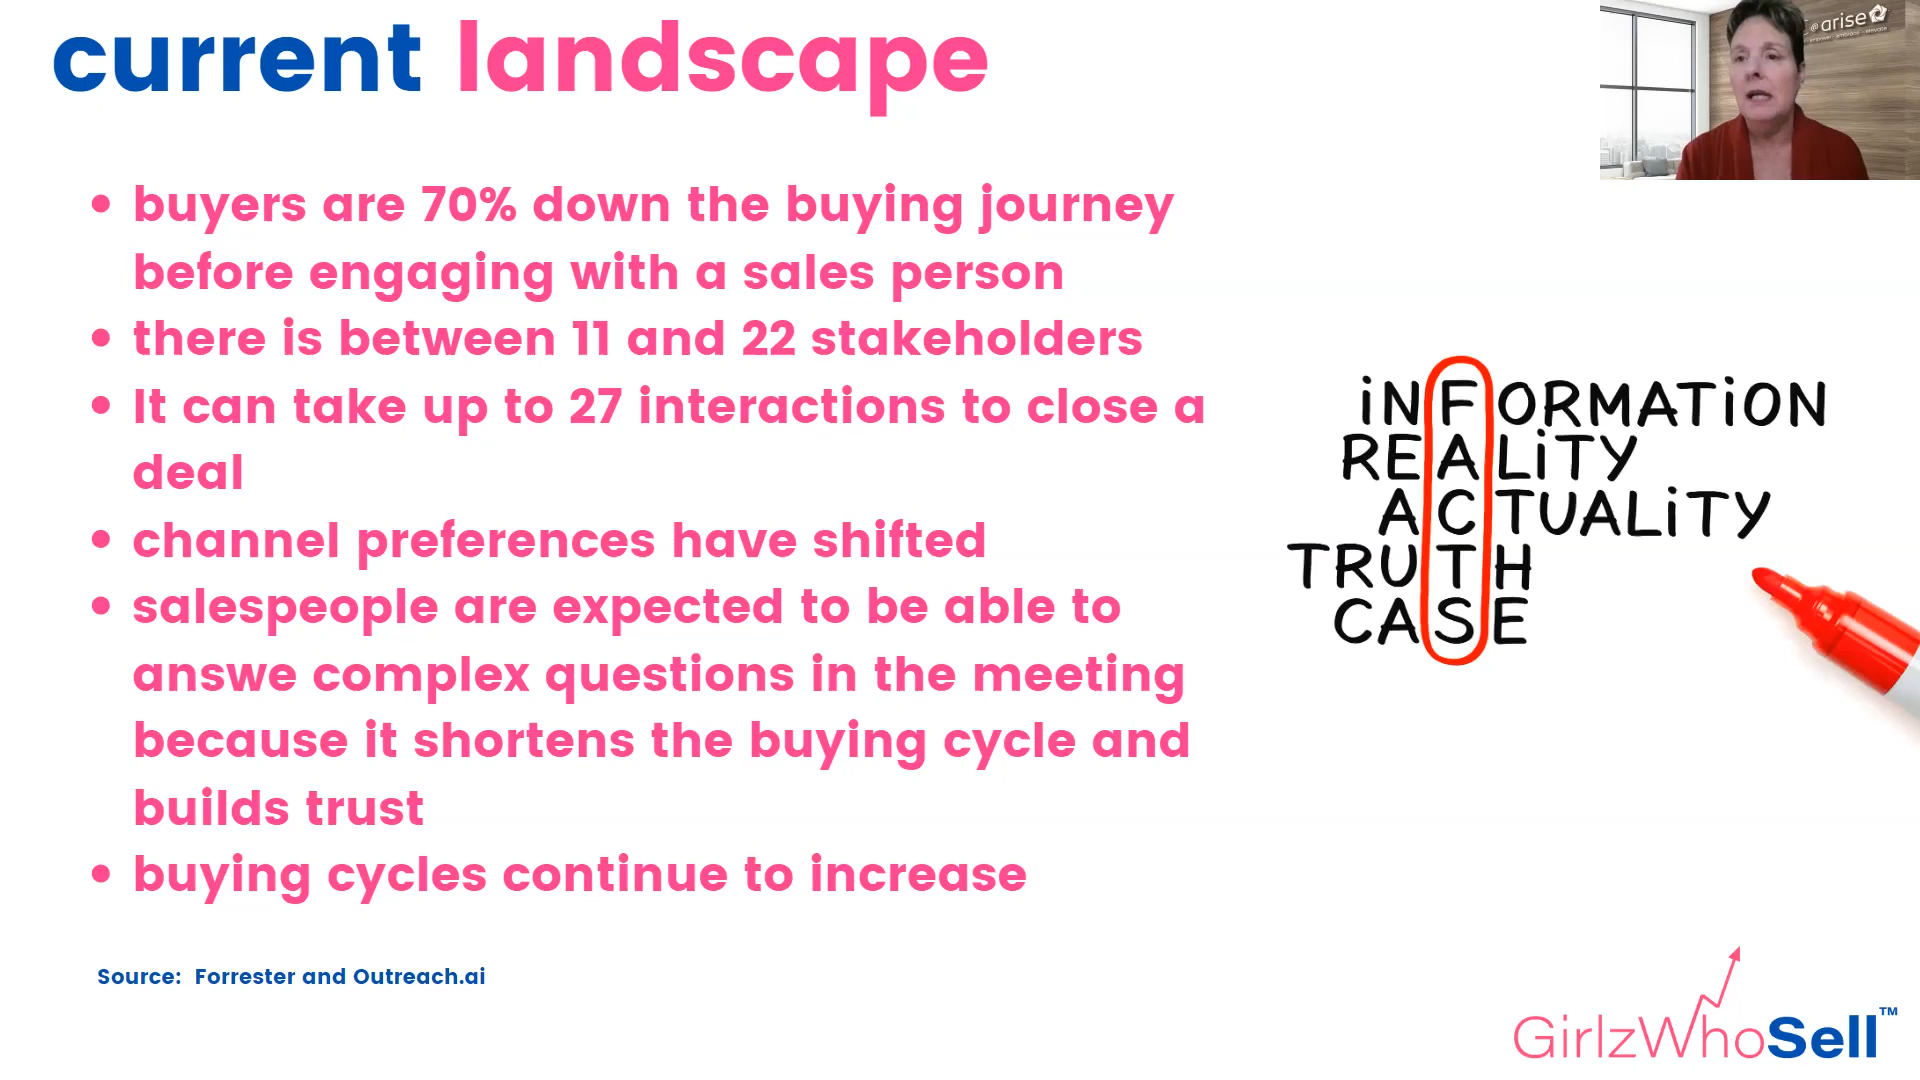 current landscape
@arise
• buyers are 70% down the buying journey
before engaging with a sales person
• there is between 11 and 22 stakeholders
• It can take up to 27 interactions to close a
deal
• channel preferences have shifted
• salespeople are expected to be able to
answe complex questions in the meeting
because it shortens the buying cycle and
builds trust
• buying cycles continue to increase
iNFORMATiON
REALiTY
ACTUALiTY
TRUTH
CASE
Source: Forrester and Outreach.ai
GirlzWhoSell™